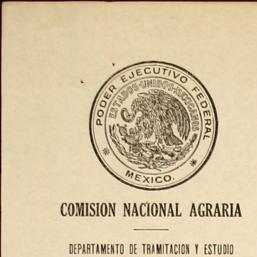 PODER EJECUTIVO FEDERAL
ESTADOS-UNIDOS-MEXICANOS
MEXICO.
COMISION NACIONAL AGRARIA
DEPARTAMENTO DE TRAMITACION Y ESTUDIO